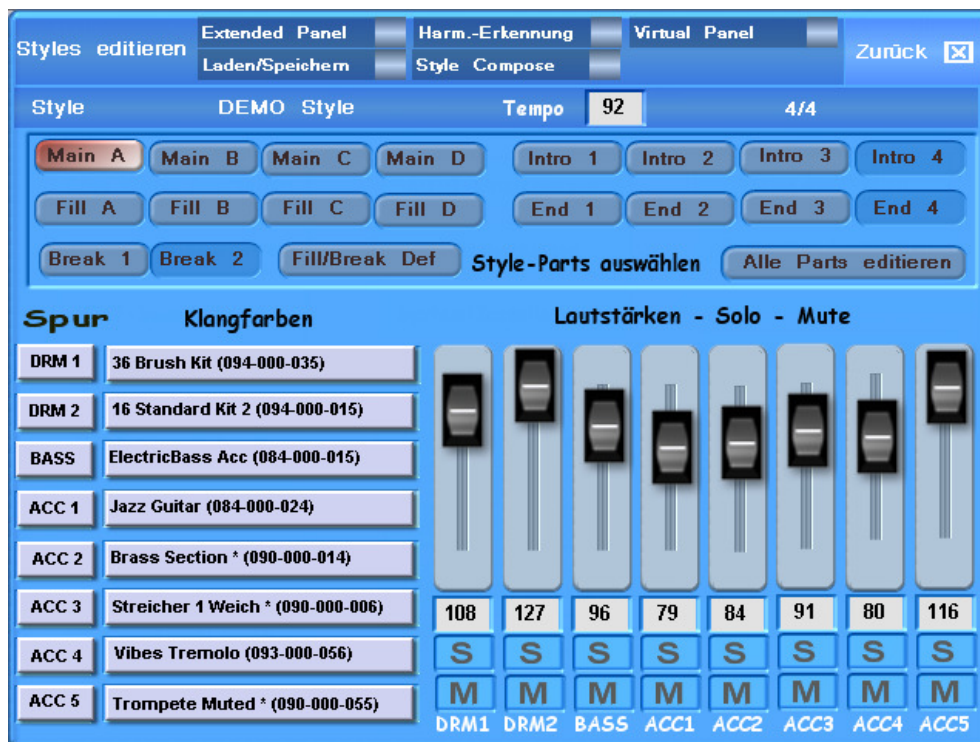 Styles editieren
Extended Panel
Harm.-Erkennung
Virtual Panel
Laden/Speichern
Style Compose
Zurück
Style DEMO Style Tempo 92 4/4
Main A Main B Main C Main D Intro 1 Intro 2 Intro 3 Intro 4
Fill A Fill B Fill C Fill D End 1 End 2 End 3 End 4
Break 1 Break 2 Fill/Break Def Style-Parts auswählen Alle Parts editieren
Spur Klangfarben Lautstärken - Solo - Mute
DRM 1 36 Brush Kit (094-000-035)
DRM 2 16 Standard Kit 2 (094-000-015)
BASS ElectricBass Acc (084-000-015)
ACC 1 Jazz Guitar (084-000-024)
ACC 2 Brass Section * (090-000-014)
ACC 3 Streicher 1 Weich * (090-000-006)
ACC 4 Vibes Tremolo (093-000-056)
ACC 5 Trompete Muted * (090-000-055)
108 127 96 79 84 91 80 116
S S S S S S S S
M M M M M M M M
DRM1 DRM2 BASS ACC1 ACC2 ACC3 ACC4 ACC5